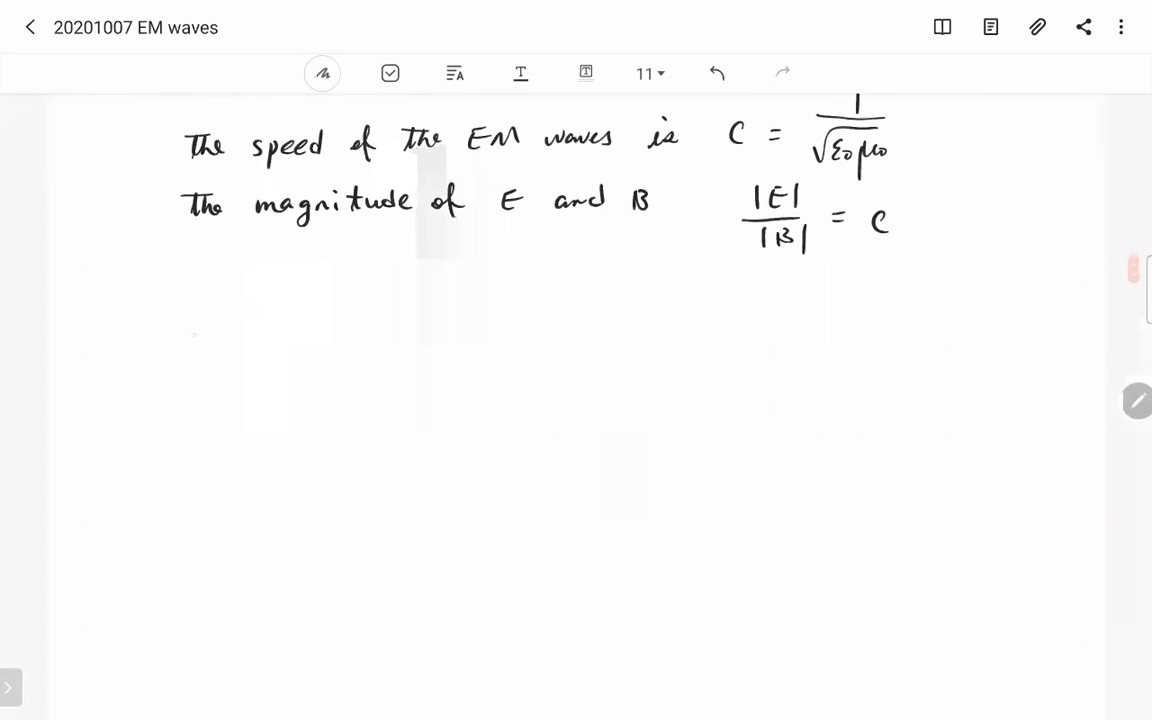 20201007 EM waves
11
The speed of the EM waves is C = 1/√ε₀μ₀
The magnitude of E and B |E|/|B| = C